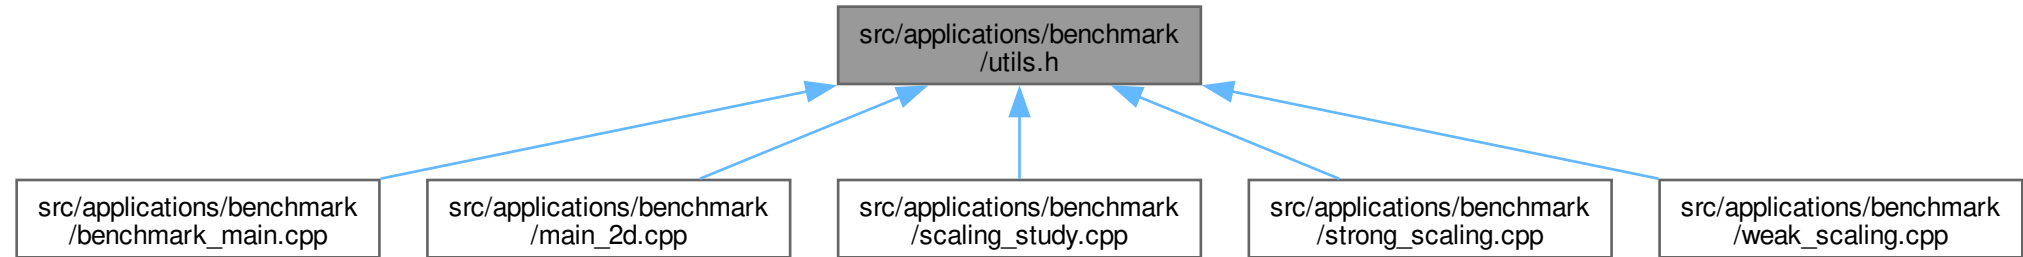 src/applications/benchmark
/utils.h
src/applications/benchmark
/benchmark_main.cpp
src/applications/benchmark
/main_2d.cpp
src/applications/benchmark
/scaling_study.cpp
src/applications/benchmark
/strong_scaling.cpp
src/applications/benchmark
/weak_scaling.cpp